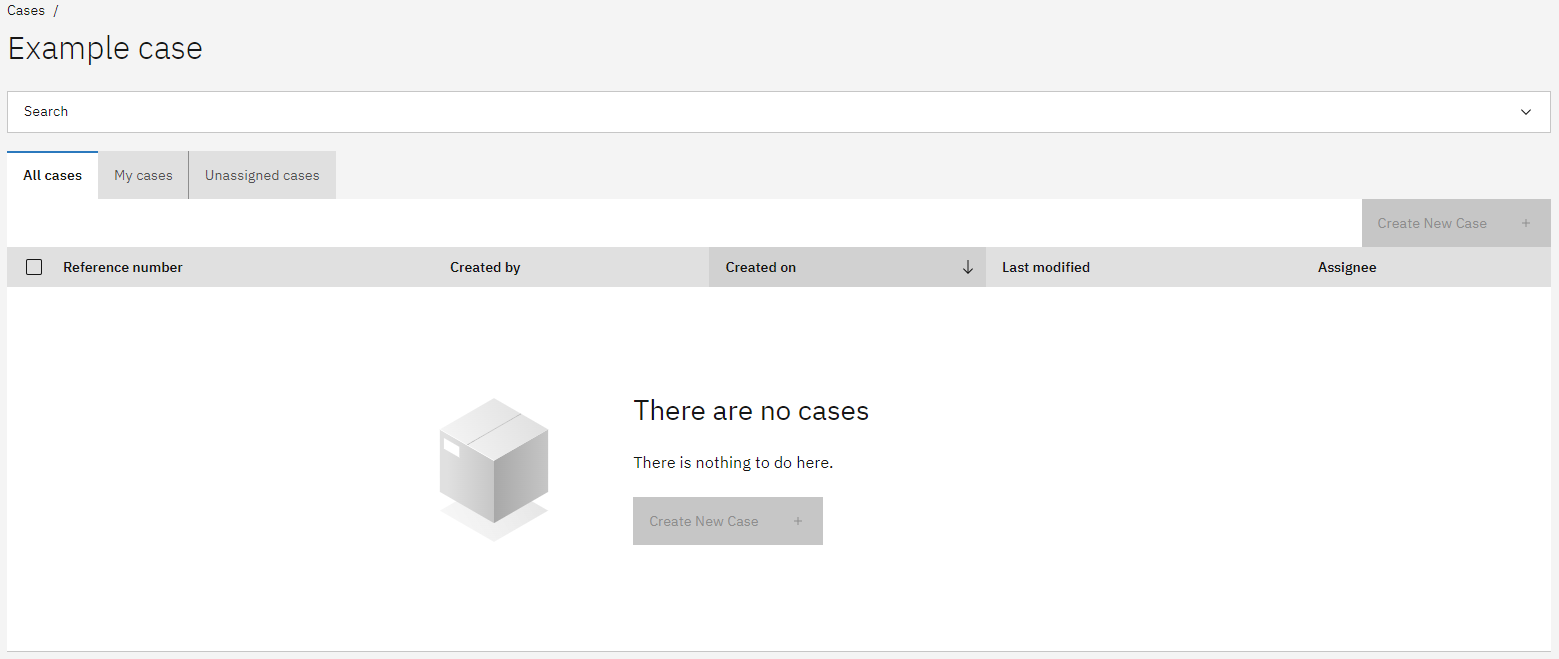 Cases /
Example case
Search
All cases My cases Unassigned cases
Create New Case +
Reference number Created by Created on Last modified Assignee
There are no cases
There is nothing to do here.
Create New Case +